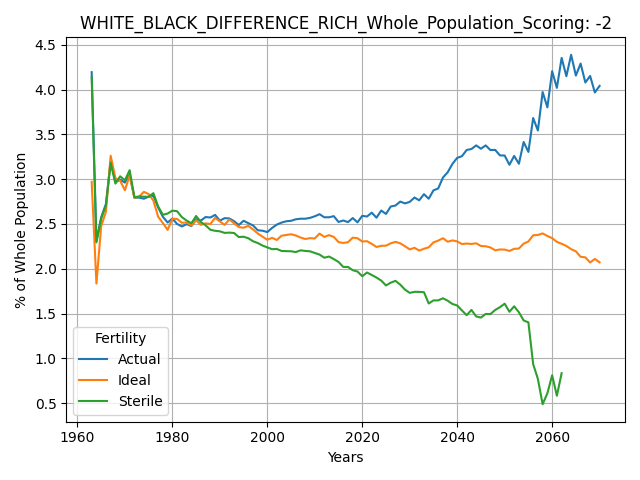 WHITE_BLACK_DIFFERENCE_RICH_Whole_Population_Scoring: -2
% of Whole Population
4.5
4.0
3.5
3.0
2.5
2.0
1.5
1.0
0.5
Fertility
Actual
Ideal
Sterile
1960 1980 2000 2020 2040 2060
Years